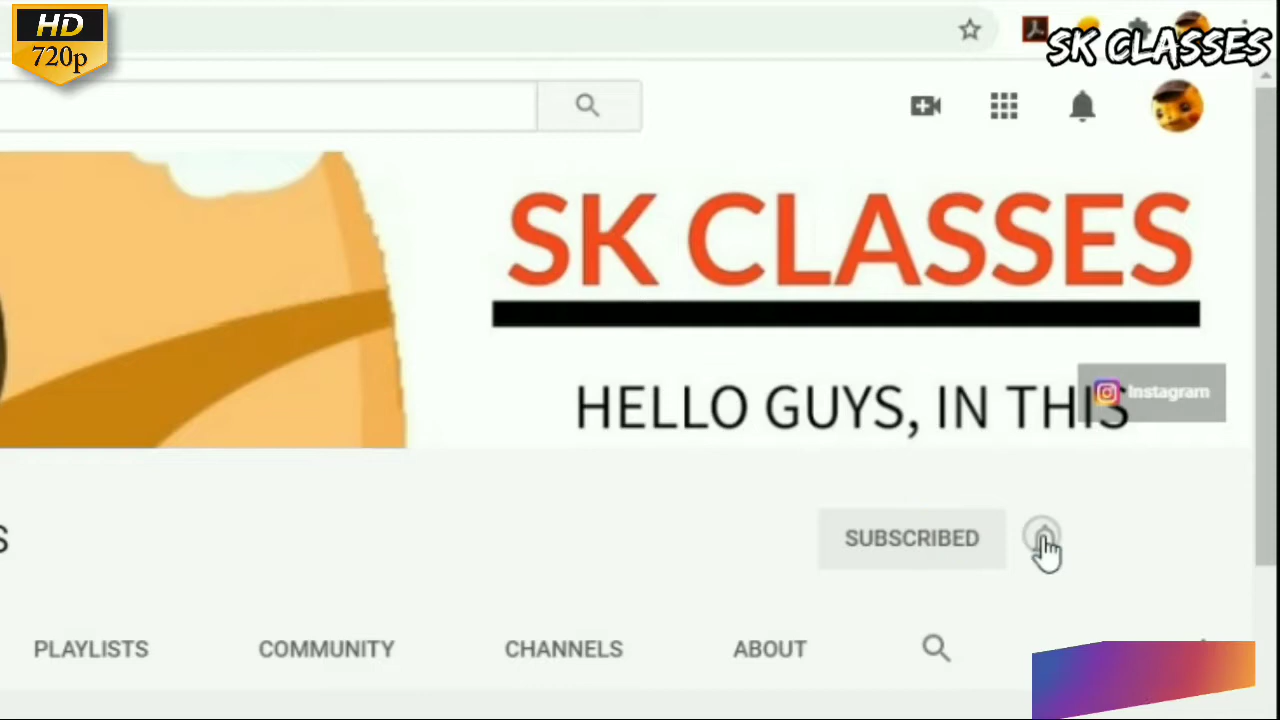 HD
720p
SK CLASSES
SK CLASSES
HELLO GUYS, IN THIS
Instagram
S
SUBSCRIBED
PLAYLISTS
COMMUNITY
CHANNELS
ABOUT